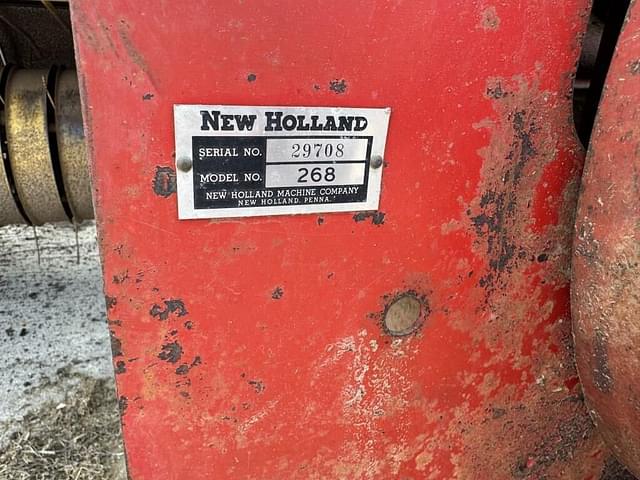 NEW HOLLAND
SERIAL NO. 29708
MODEL NO. 268
NEW HOLLAND MACHINE COMPANY
NEW HOLLAND, PENNA.